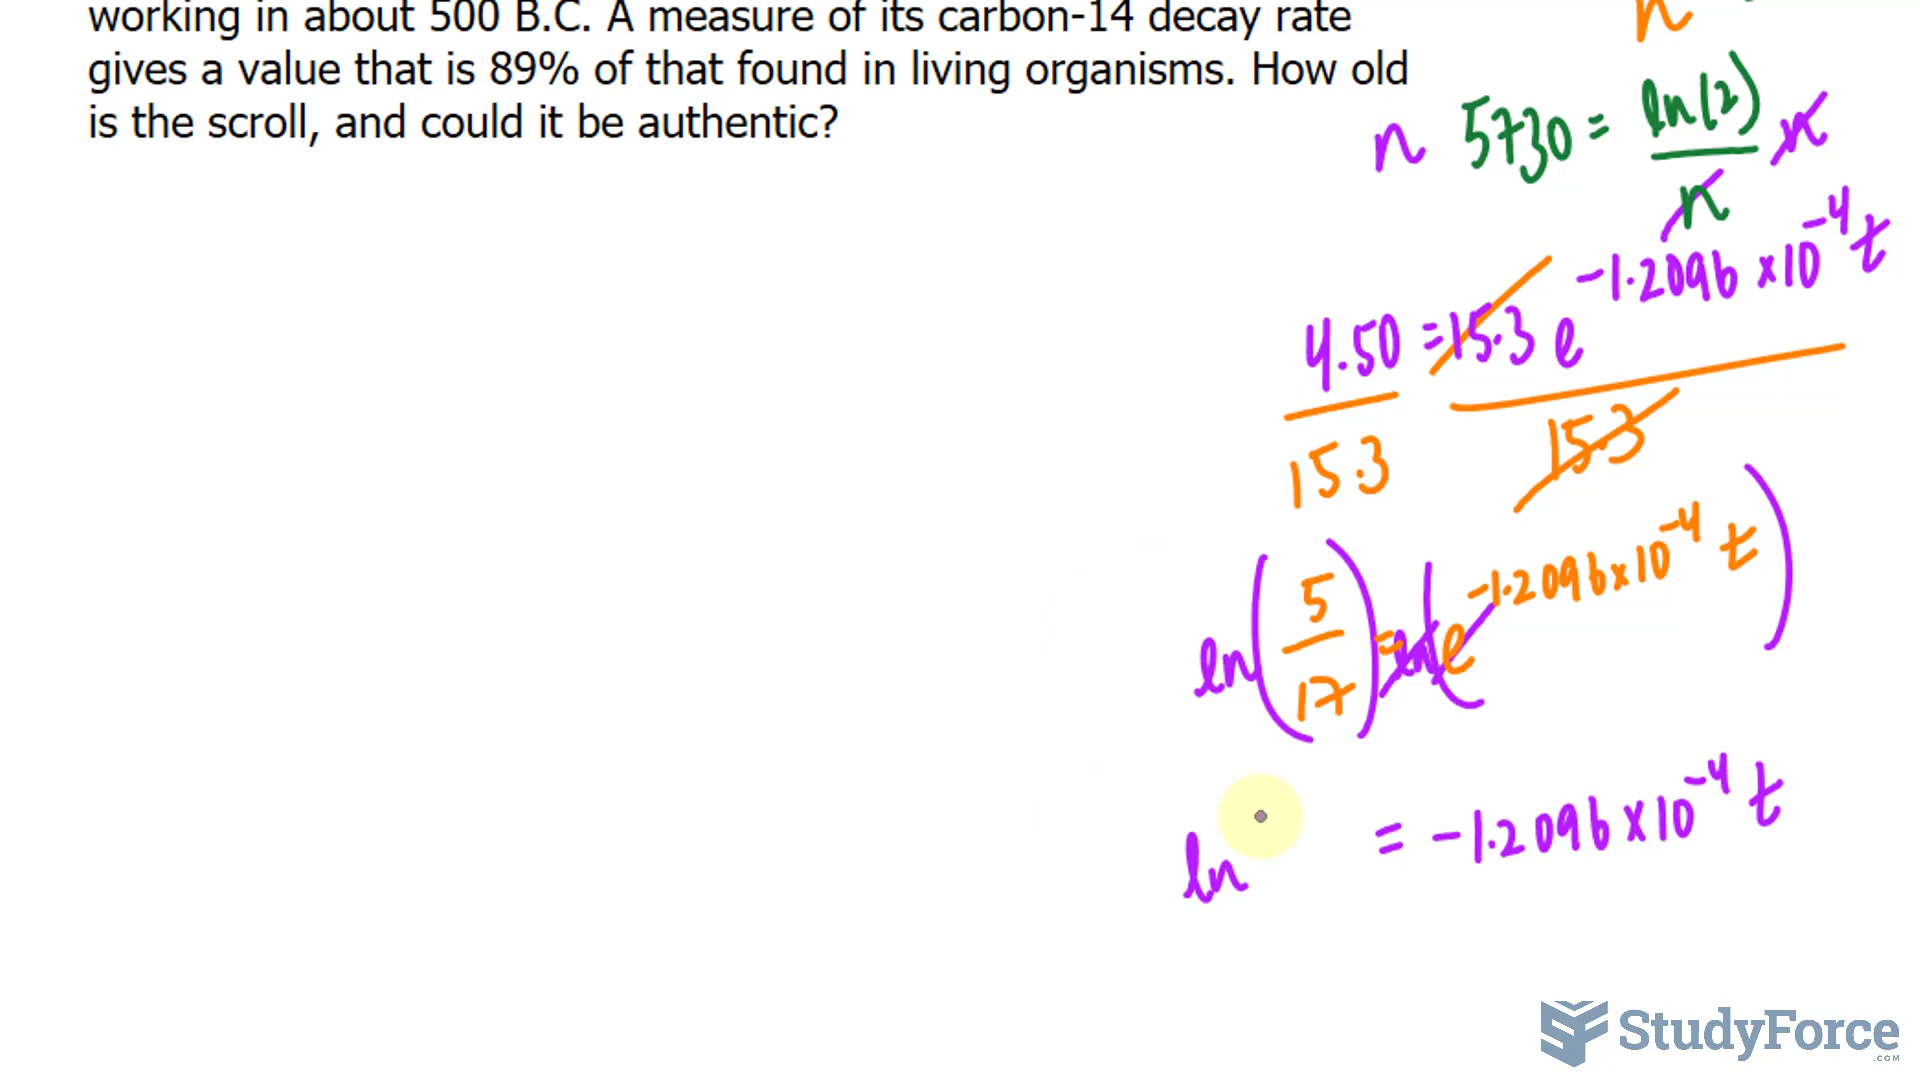 working in about 500 B.C. A measure of its carbon-14 decay rate
gives a value that is 89% of that found in living organisms. How old
is the scroll, and could it be authentic?
n
n 5730 = ln(2) n
n
4.50 = 15.3 e -1.2096 x 10 -4 t
15.3 15.3
ln ( 5 ) = ln ( e -1.2096 x 10 -4 t )
17
ln = -1.2096 x 10 -4 t
StudyForce
.COM